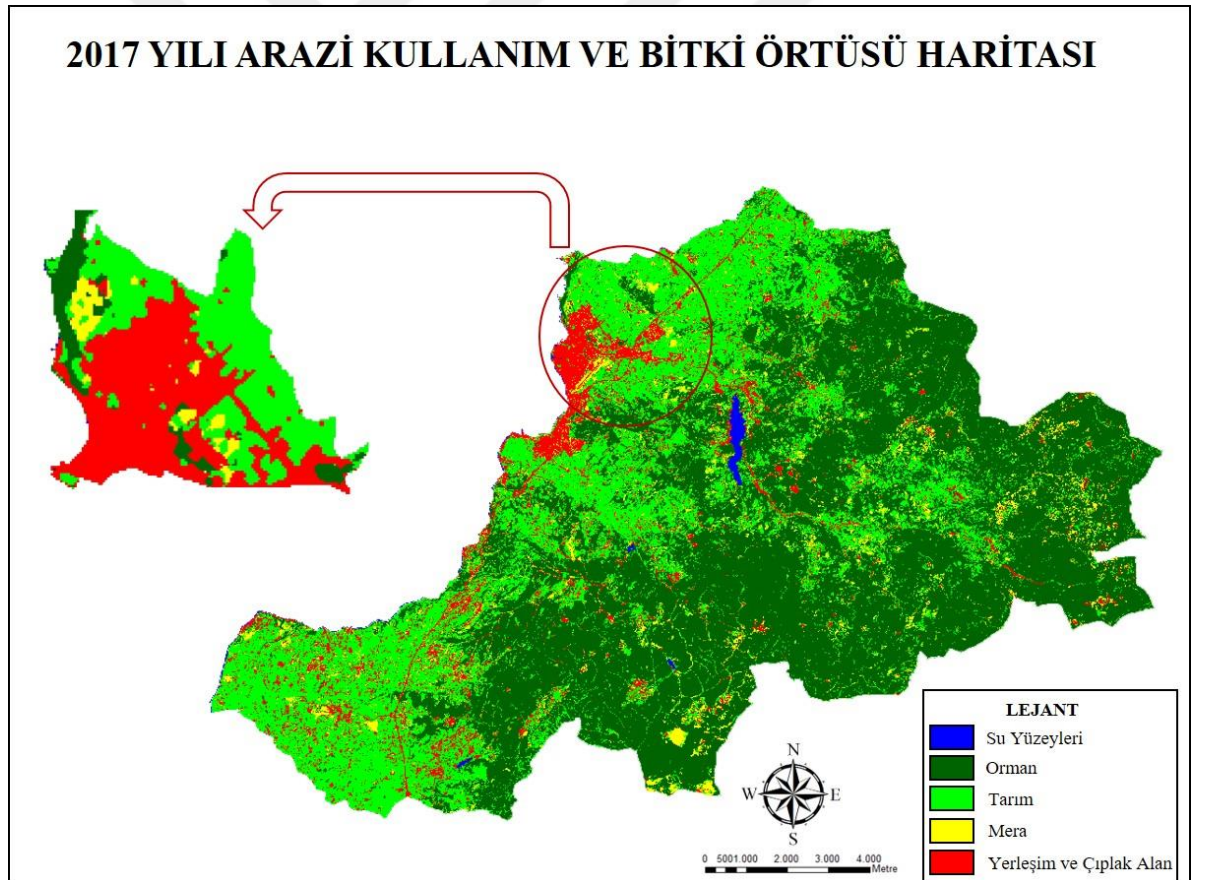 2017 YILI ARAZİ KULLANIM VE BİTKİ ÖRTÜSÜ HARİTASI
N
W E
S
0 5001.000 2.000 3.000 4.000
Metre
LEJANT
Su Yüzeyleri
Orman
Tarım
Mera
Yerleşim ve Çıplak Alan